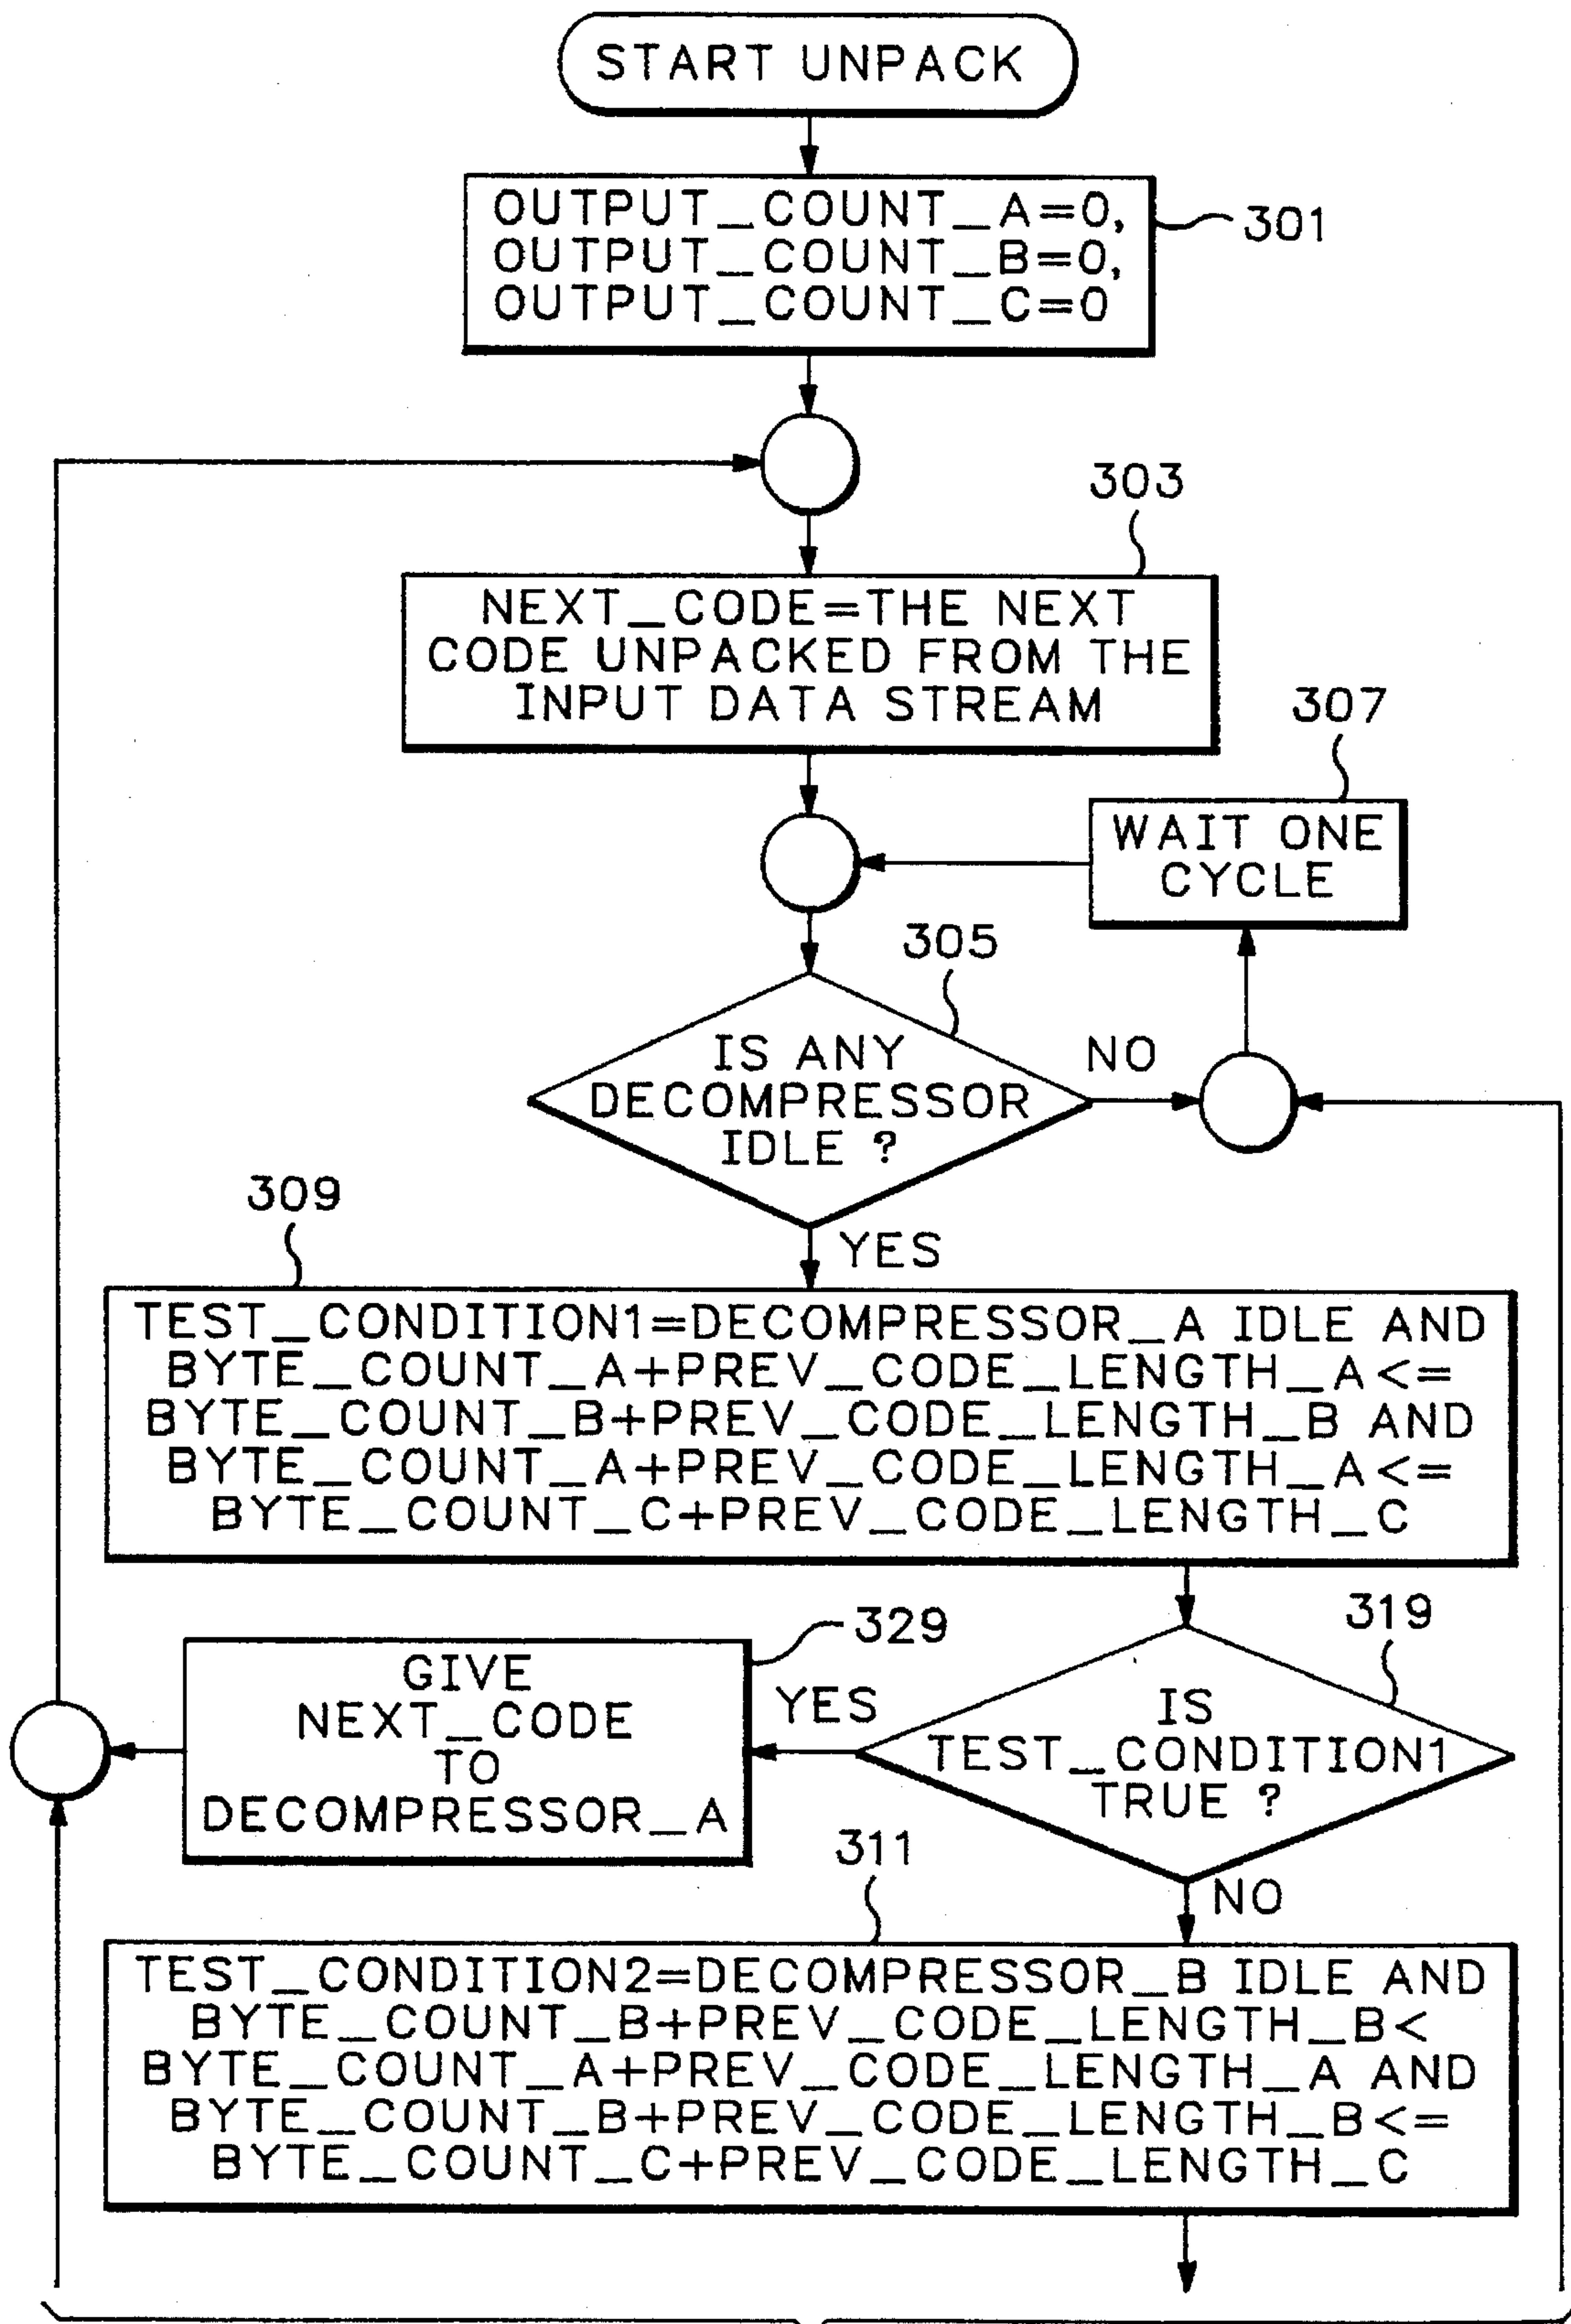 START UNPACK
OUTPUT_COUNT_A=0,
OUTPUT_COUNT_B=0,
OUTPUT_COUNT_C=0
301
303
NEXT_CODE=THE NEXT
CODE UNPACKED FROM THE
INPUT DATA STREAM
307
WAIT ONE
CYCLE
305
IS ANY
DECOMPRESSOR
IDLE ?
NO
YES
309
TEST_CONDITION1=DECOMPRESSOR_A IDLE AND
BYTE_COUNT_A+PREV_CODE_LENGTH_A<=
BYTE_COUNT_B+PREV_CODE_LENGTH_B AND
BYTE_COUNT_A+PREV_CODE_LENGTH_A<=
BYTE_COUNT_C+PREV_CODE_LENGTH_C
319
329
GIVE
NEXT_CODE
TO
DECOMPRESSOR_A
YES
IS
TEST_CONDITION1
TRUE ?
NO
311
TEST_CONDITION2=DECOMPRESSOR_B IDLE AND
BYTE_COUNT_B+PREV_CODE_LENGTH_B<
BYTE_COUNT_A+PREV_CODE_LENGTH_A AND
BYTE_COUNT_B+PREV_CODE_LENGTH_B<=
BYTE_COUNT_C+PREV_CODE_LENGTH_C